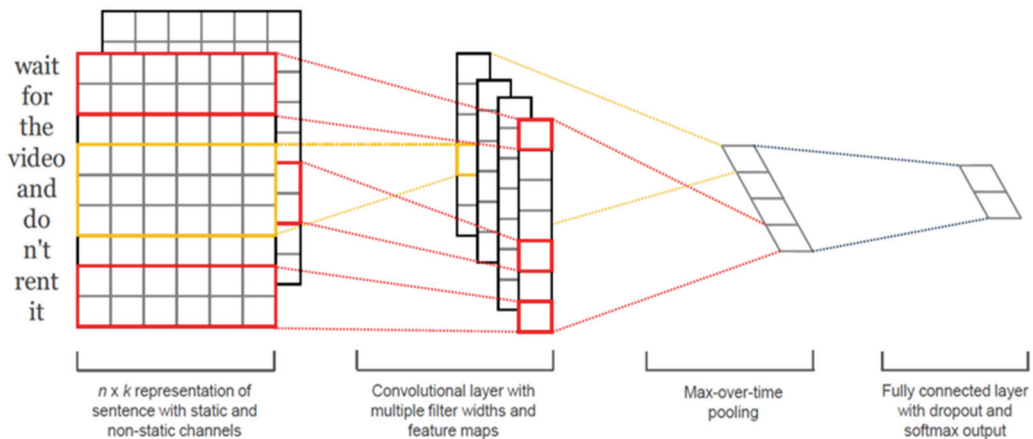 wait
for
the
video
and
do
n't
rent
it
n x k representation of
sentence with static and
non-static channels
Convolutional layer with
multiple filter widths and
feature maps
Max-over-time
pooling
Fully connected layer
with dropout and
softmax output